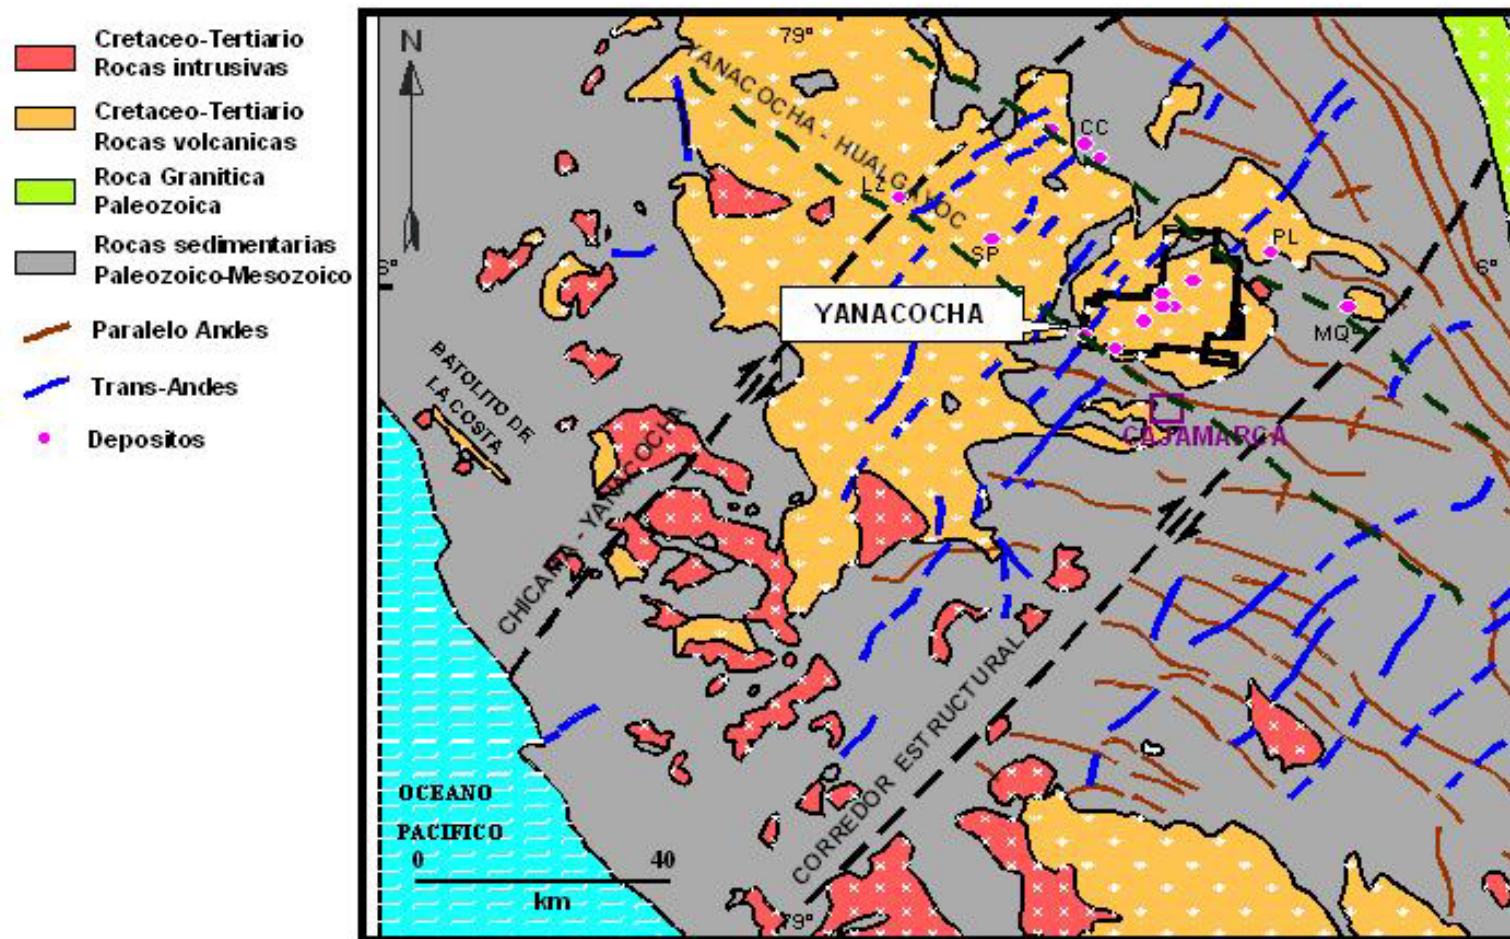 Cretaceo-Tertiario
Rocas intrusivas
Cretaceo-Tertiario
Rocas volcanicas
Roca Granitica
Paleozoica
Rocas sedimentarias
Paleozoico-Mesozoico
Paralelo Andes
Trans-Andes
Depositos
N
79°
YANACOCHA - HUALGAYOC
CC
LZ
SP
PL
6°
6°
YANACOCHA
MQ
BATOLITO DE
LA COSTA
CAJAMARCA
CHICAMA - YANACOCHA
CORREDOR ESTRUCTURAL
OCEANO
PACIFICO
0 40
km
79°